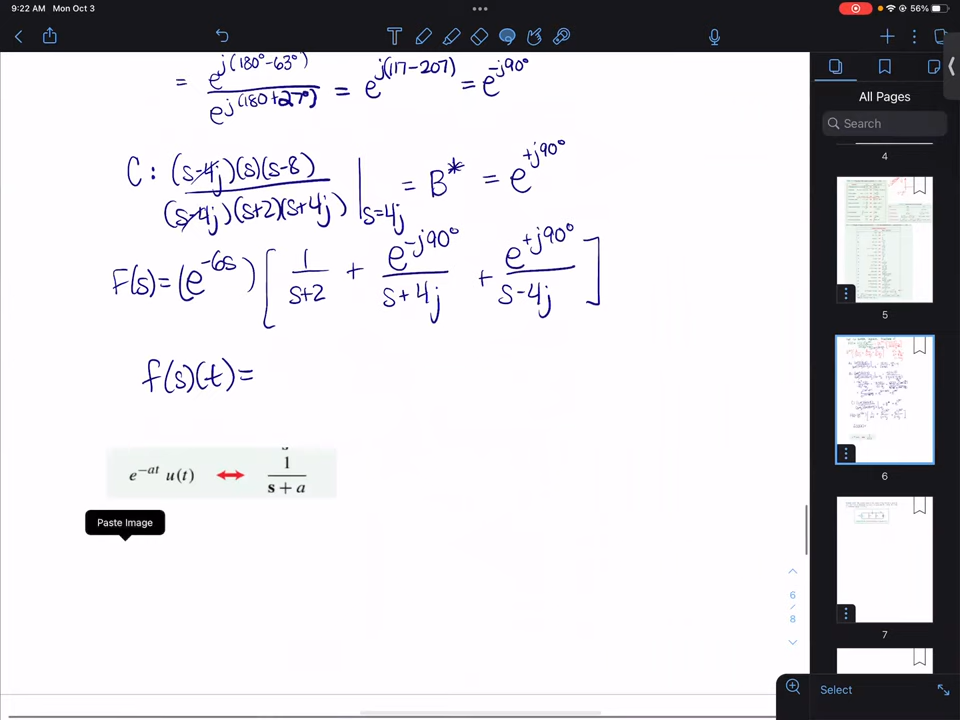 9:22 AM Mon Oct 3
56%
All Pages
Search
= e^j(180°-63°) / e^j(180+27°) = e^j(117-207) = e^-j90°
C: (s-4j)(s)(s-8) / (s-4j)(s+2)(s+4j) | s=4j = B* = e^+j90°
F(s)=(e^-6s) [ 1/(s+2) + e^-j90°/(s+4j) + e^+j90°/(s-4j) ]
f(s)(t)=
e^-at u(t) ↔ 1/(s+a)
Paste Image
4
5
6
7
6
/
8
Select